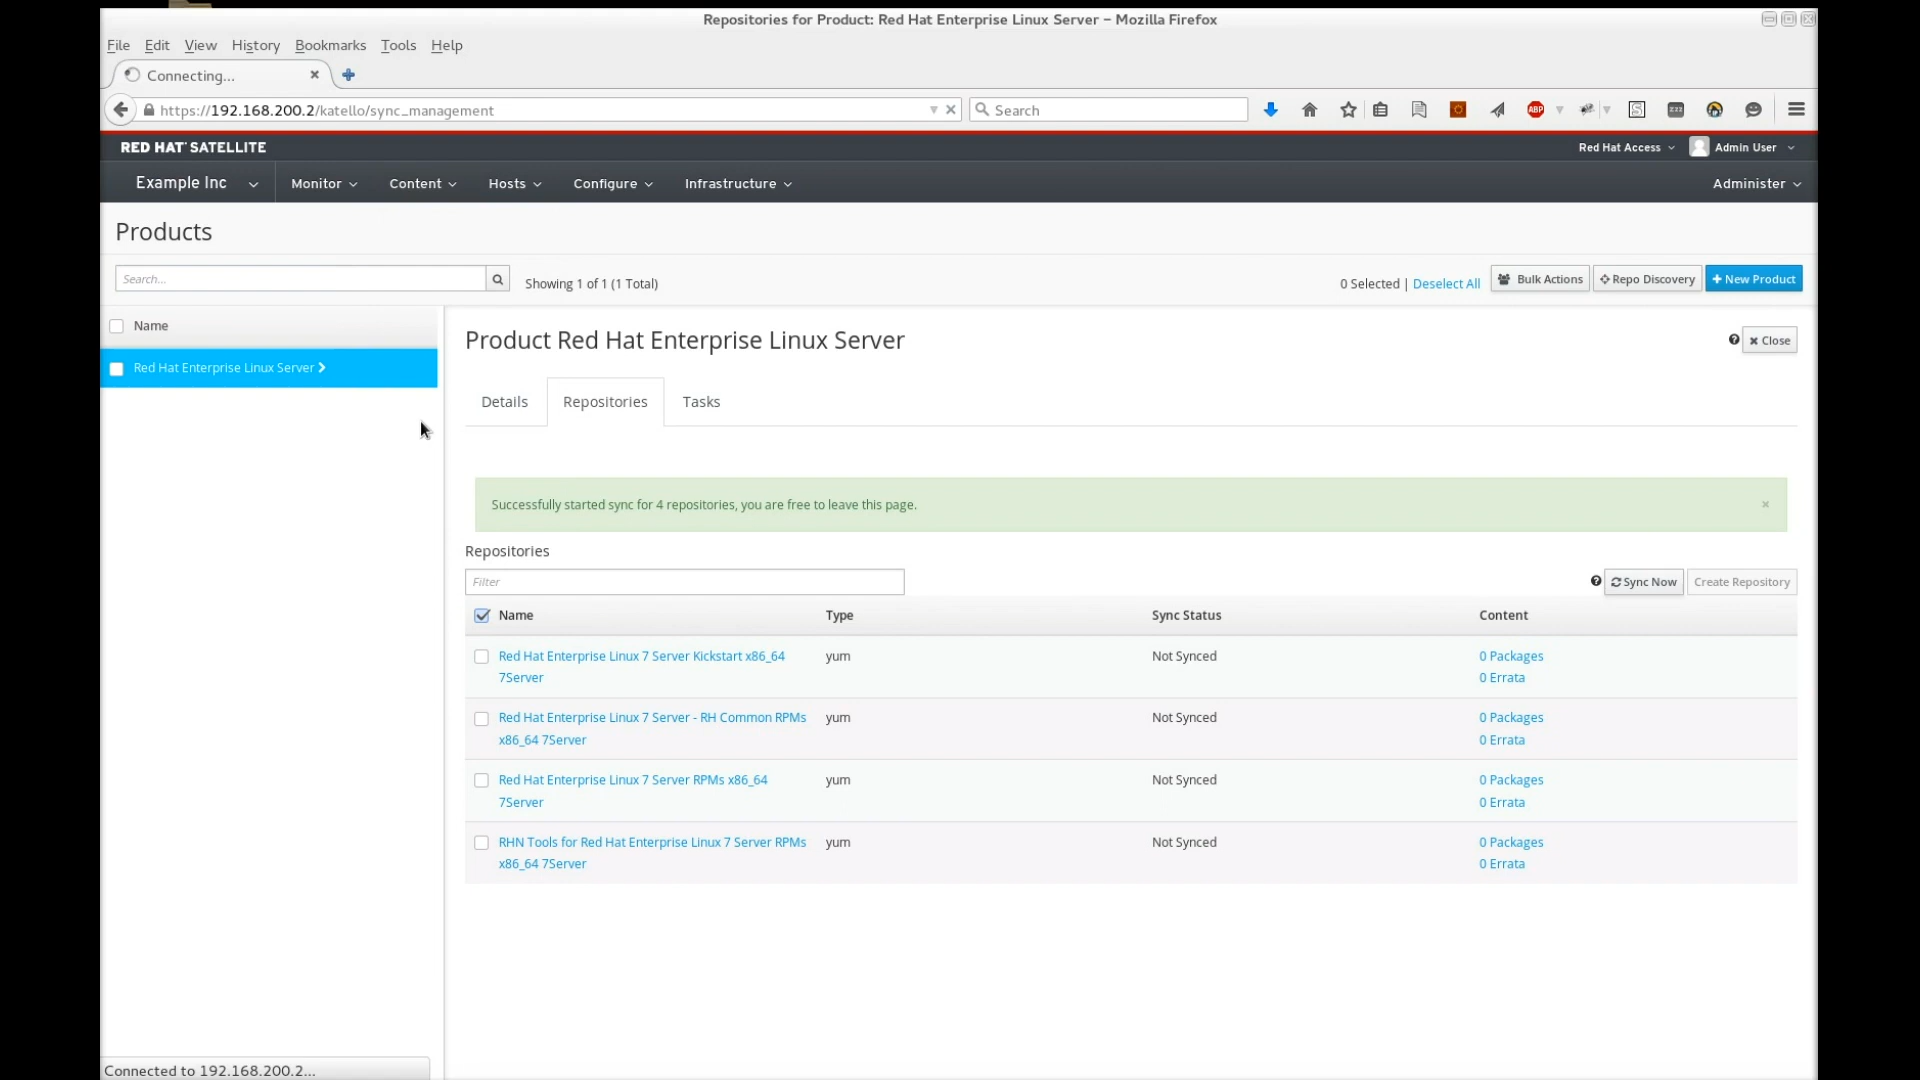 Repositories for Product: Red Hat Enterprise Linux Server – Mozilla Firefox
File Edit View History Bookmarks Tools Help
Connecting...
https://192.168.200.2/katello/sync_management
Search
ABP
zzz
RED HAT SATELLITE
Red Hat Access
Admin User
Example Inc
Monitor
Content
Hosts
Configure
Infrastructure
Administer
Products
Search...
Showing 1 of 1 (1 Total)
0 Selected | Deselect All
Bulk Actions
Repo Discovery
+ New Product
Name
Red Hat Enterprise Linux Server
Product Red Hat Enterprise Linux Server
Close
Details
Repositories
Tasks
Successfully started sync for 4 repositories, you are free to leave this page.
Repositories
Filter
Sync Now
Create Repository
Name Type Sync Status Content
Red Hat Enterprise Linux 7 Server Kickstart x86_64 yum Not Synced 0 Packages
7Server 0 Errata
Red Hat Enterprise Linux 7 Server - RH Common RPMs yum Not Synced 0 Packages
x86_64 7Server 0 Errata
Red Hat Enterprise Linux 7 Server RPMs x86_64 yum Not Synced 0 Packages
7Server 0 Errata
RHN Tools for Red Hat Enterprise Linux 7 Server RPMs yum Not Synced 0 Packages
x86_64 7Server 0 Errata
Connected to 192.168.200.2...